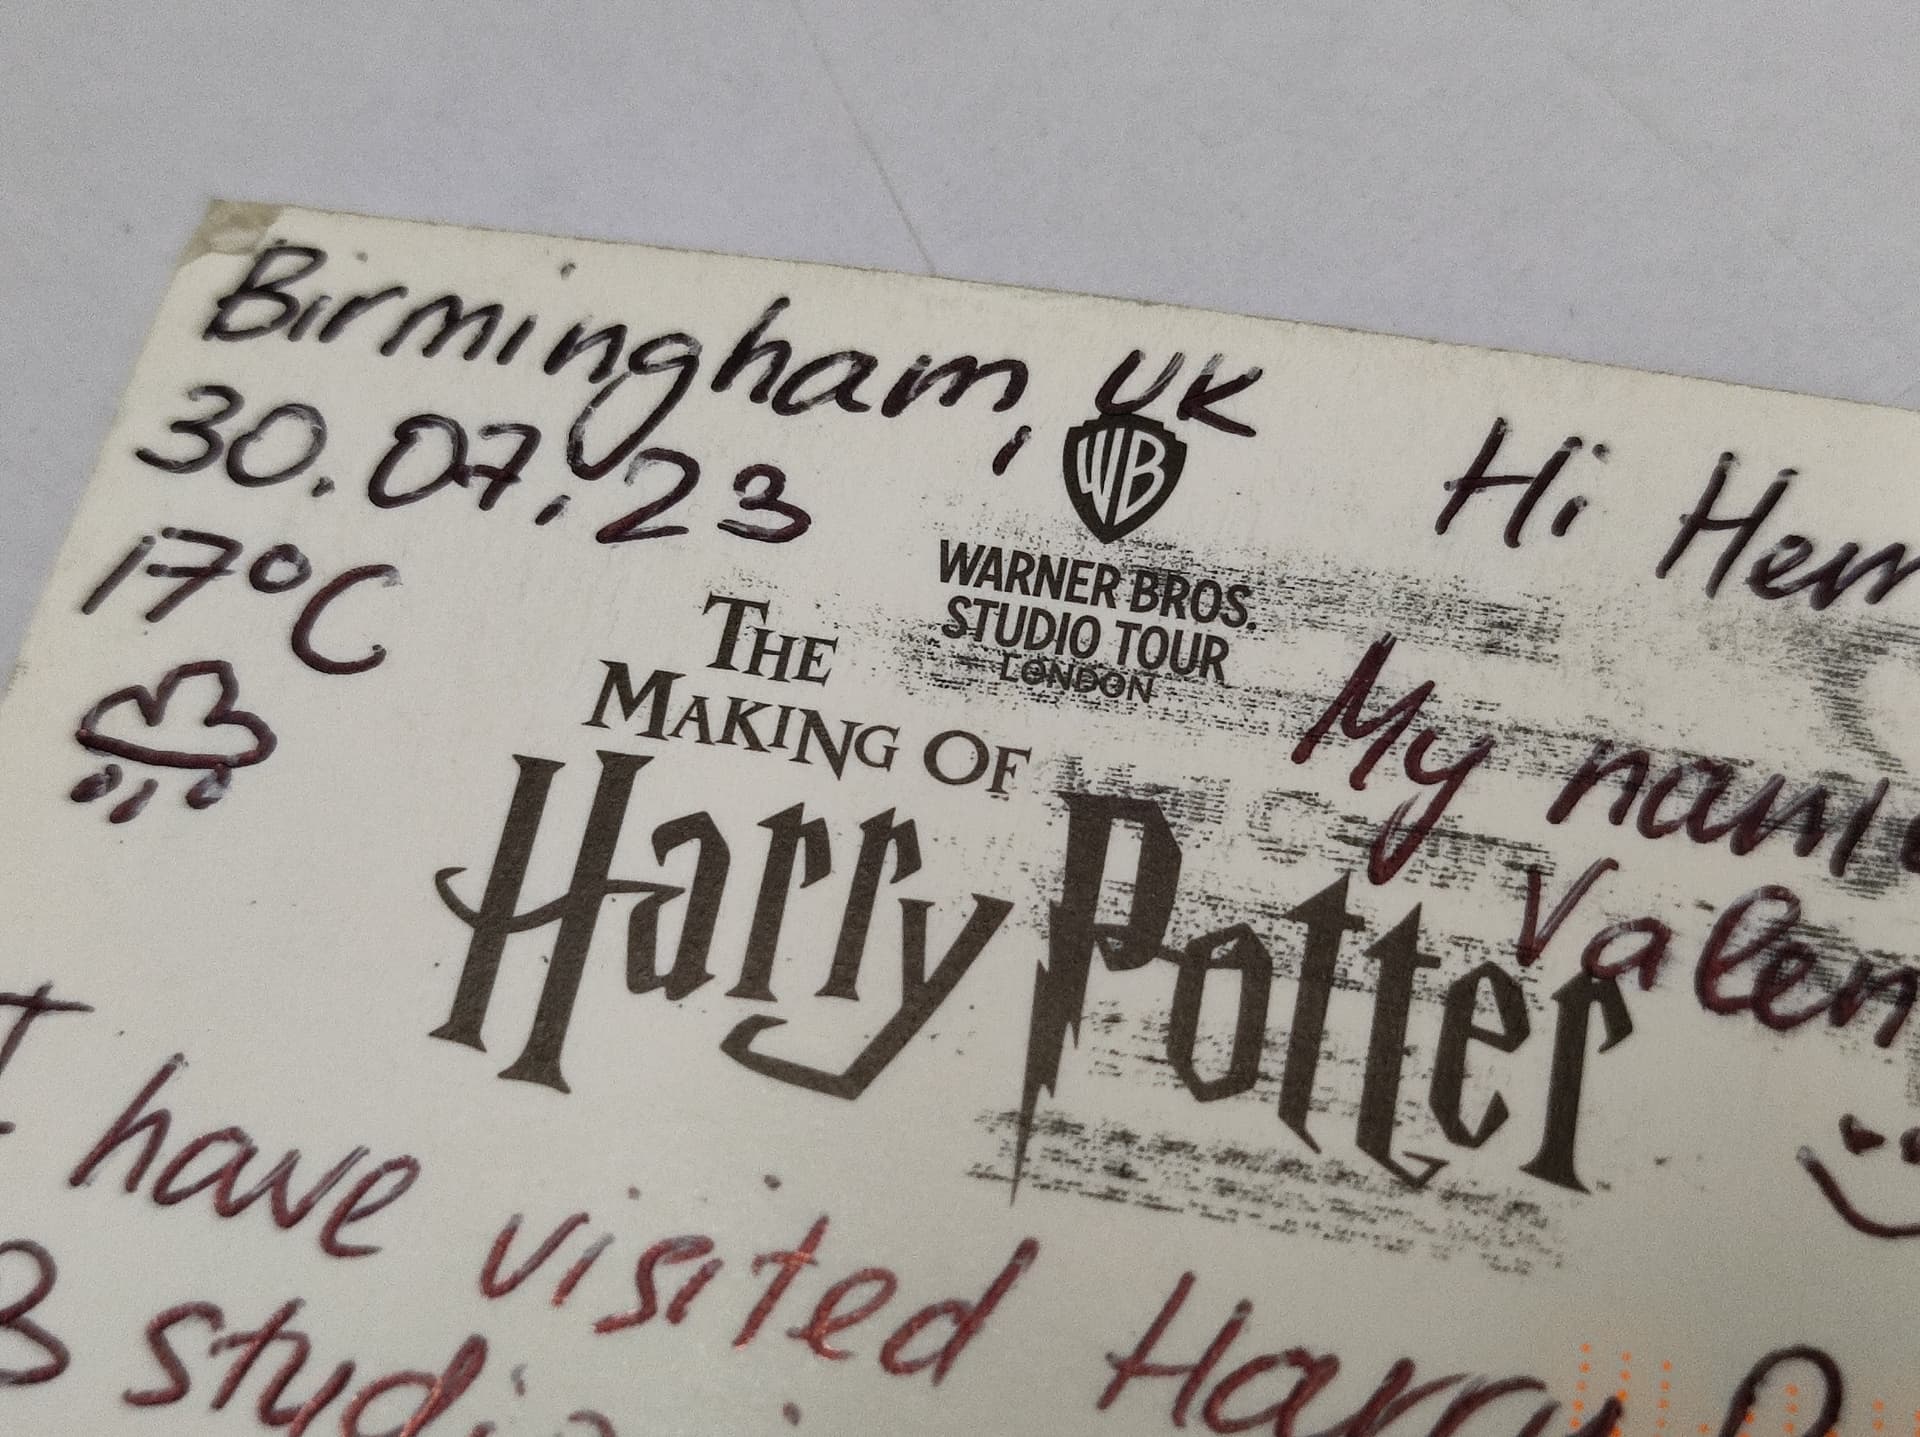 Birmingham, UK
30.07.23
17°C
Hi
WB
WARNER BROS.
STUDIO TOUR
LONDON
THE
MAKING OF
Harry Potter
My name
I have visited Harry